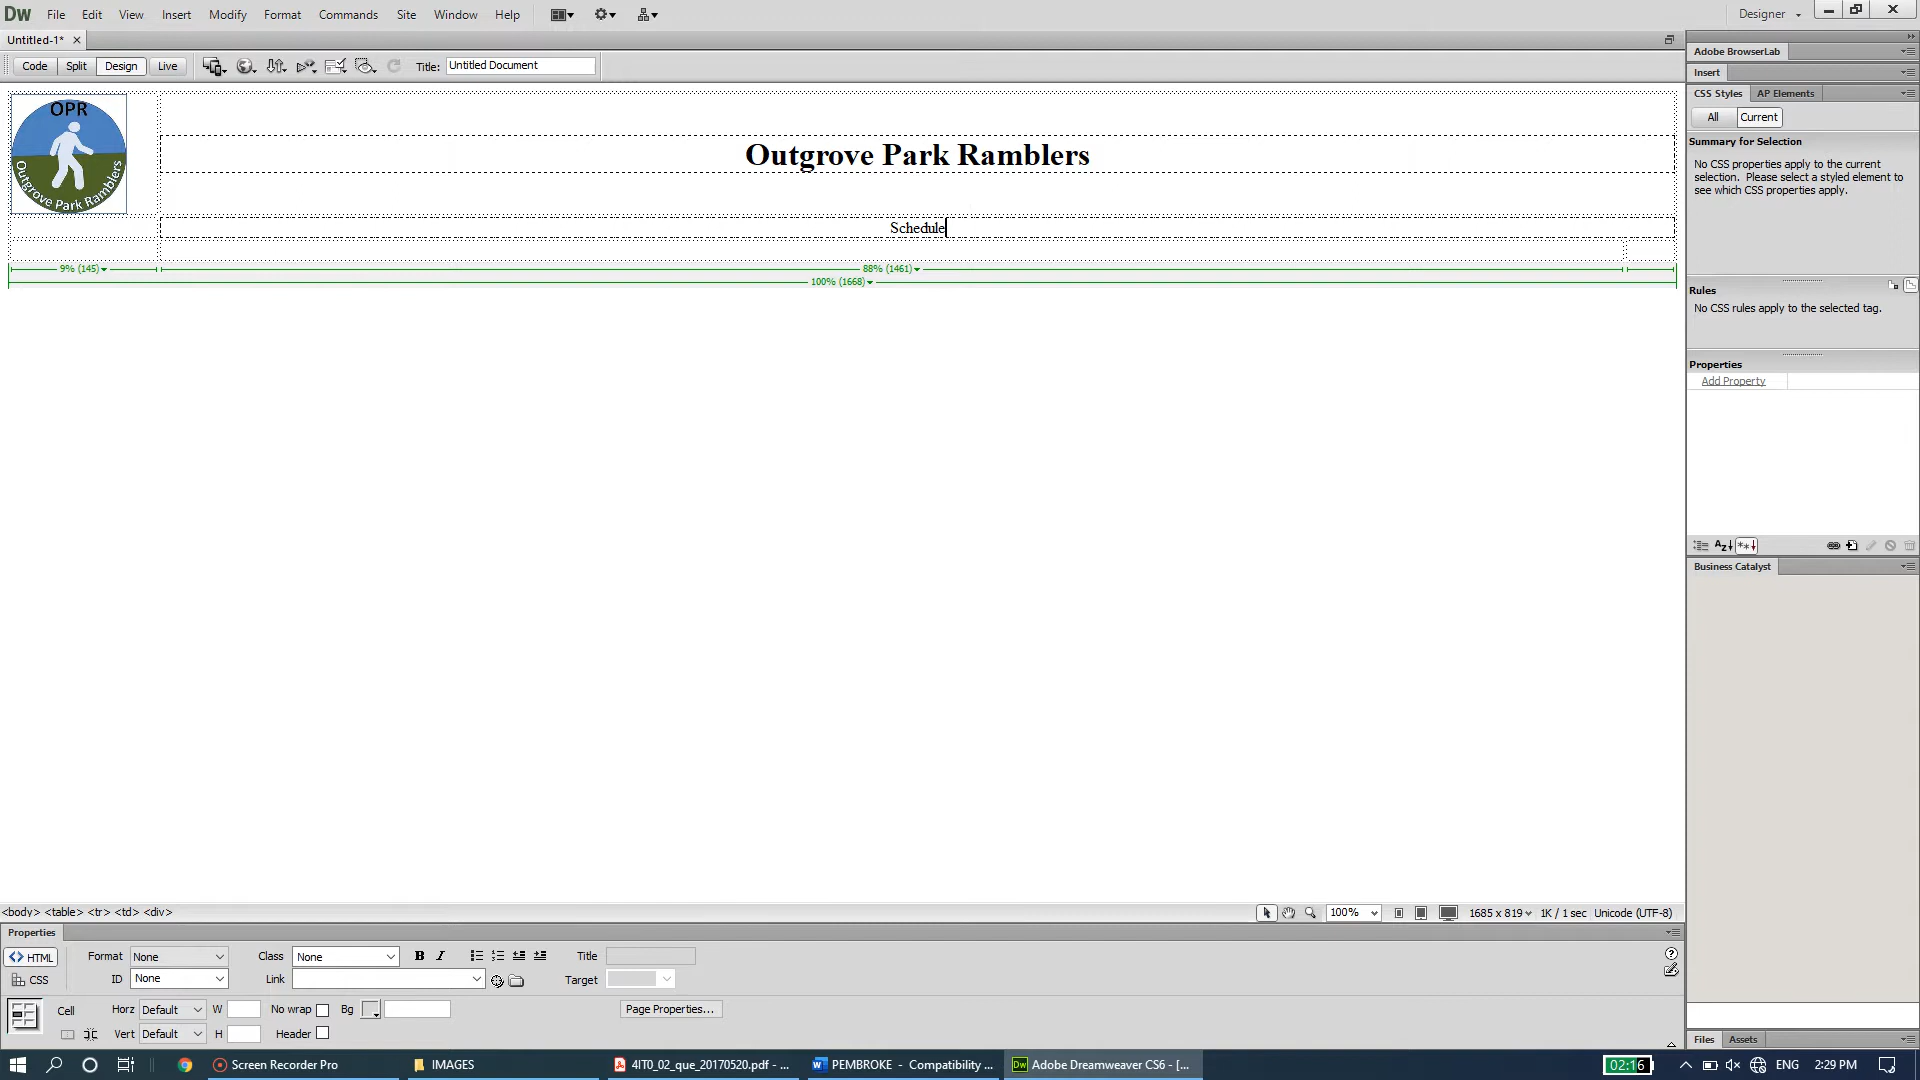 Dw File Edit View Insert Modify Format Commands Site Window Help Designer
Untitled-1*
Code Split Design Live Title: Untitled Document
OPR
Outgrove Park Ramblers
Outgrove Park Ramblers
Schedule
9% (145) 88% (1461)
100% (1668)
Adobe BrowserLab
Insert
CSS Styles AP Elements
All Current
Summary for Selection
No CSS properties apply to the current
selection. Please select a styled element to
see which CSS properties apply.
Rules
No CSS rules apply to the selected tag.
Properties
Add Property
Business Catalyst
Files Assets
<body> <table> <tr> <td> <div> 100% 1685 x 819 1K / 1 sec Unicode (UTF-8)
Properties
<> HTML Format None Class None B I Title
CSS ID None Link Target
Cell Horz Default W No wrap Bg Page Properties...
Vert Default H Header
Screen Recorder Pro IMAGES 4IT0_02_que_20170520.pdf - ... PEMBROKE - Compatibility ... Dw Adobe Dreamweaver CS6 - [... 02:16 ENG 2:29 PM